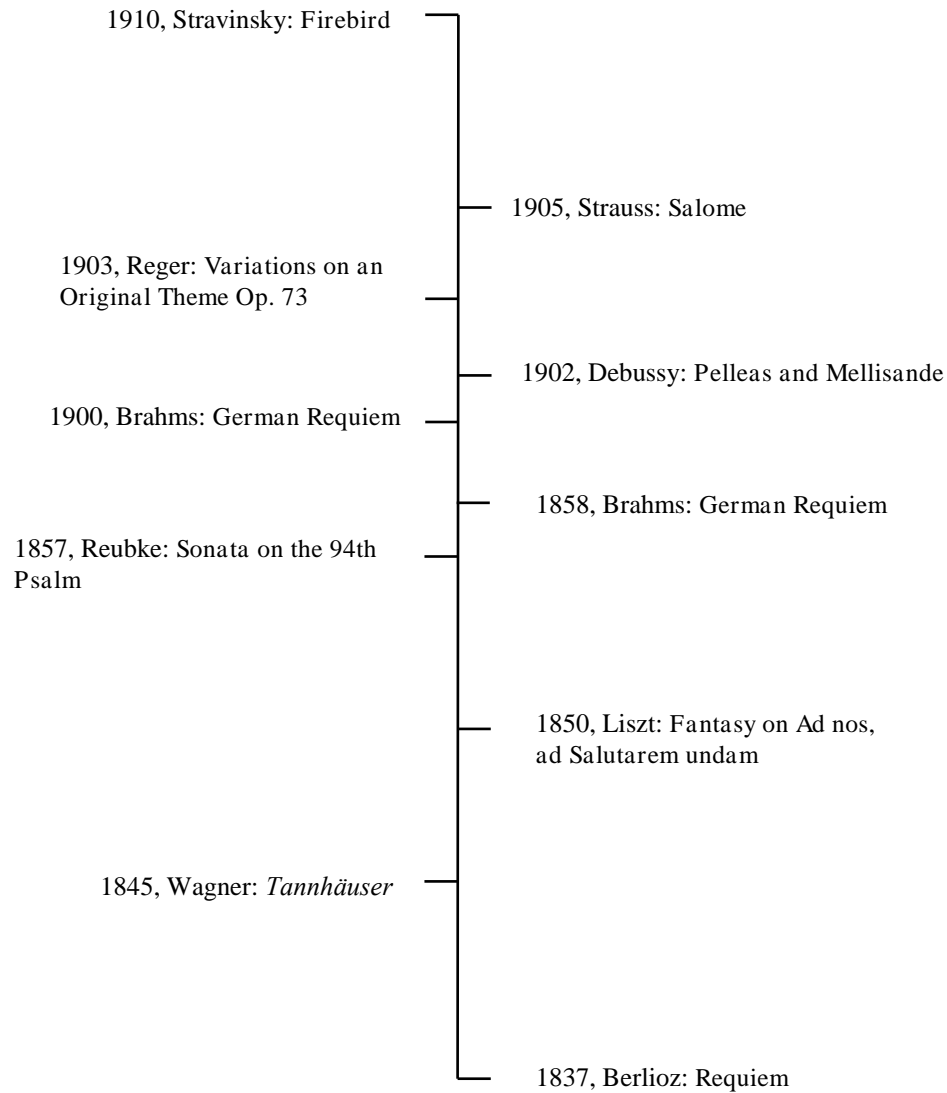 1910, Stravinsky: Firebird
1905, Strauss: Salome
1903, Reger: Variations on an
Original Theme Op. 73
1902, Debussy: Pelleas and Mellisande
1900, Brahms: German Requiem
1858, Brahms: German Requiem
1857, Reubke: Sonata on the 94th
Psalm
1850, Liszt: Fantasy on Ad nos,
ad Salutarem undam
1845, Wagner: Tannhäuser
1837, Berlioz: Requiem